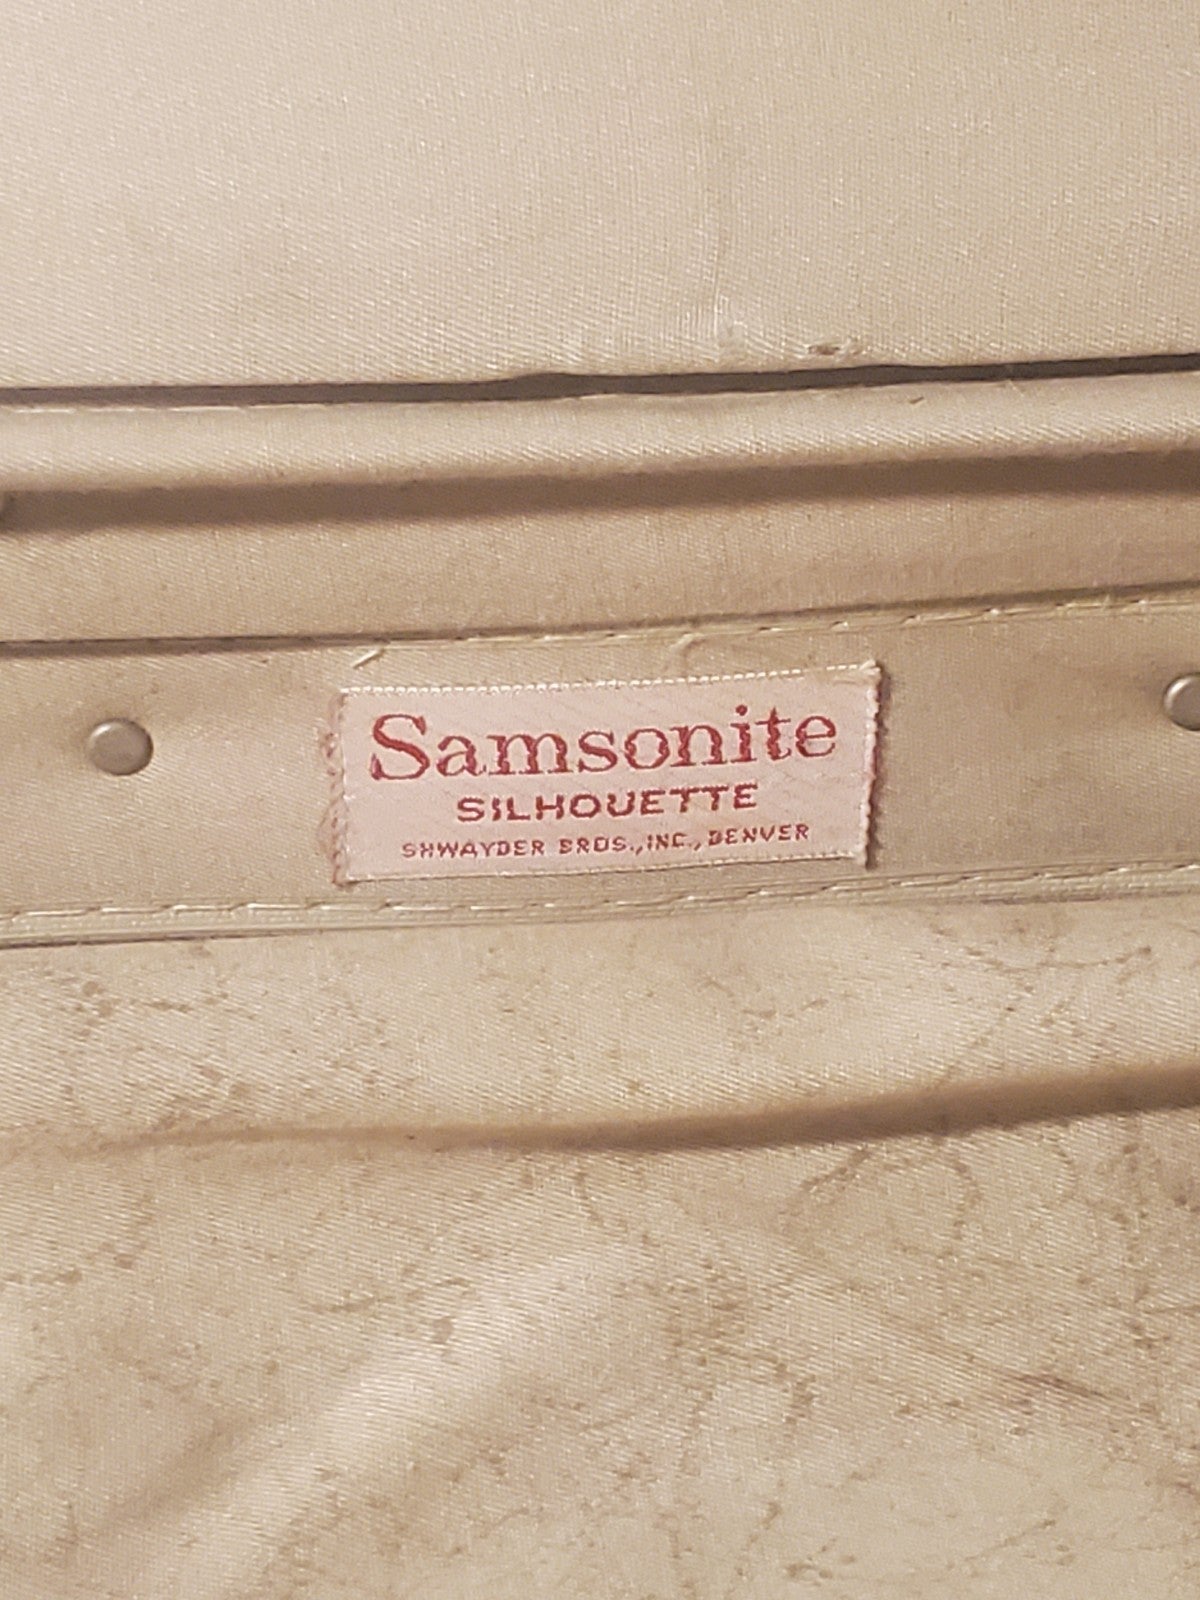 Samsonite
SILHOUETTE
SHWAYDER BROS., INC., DENVER